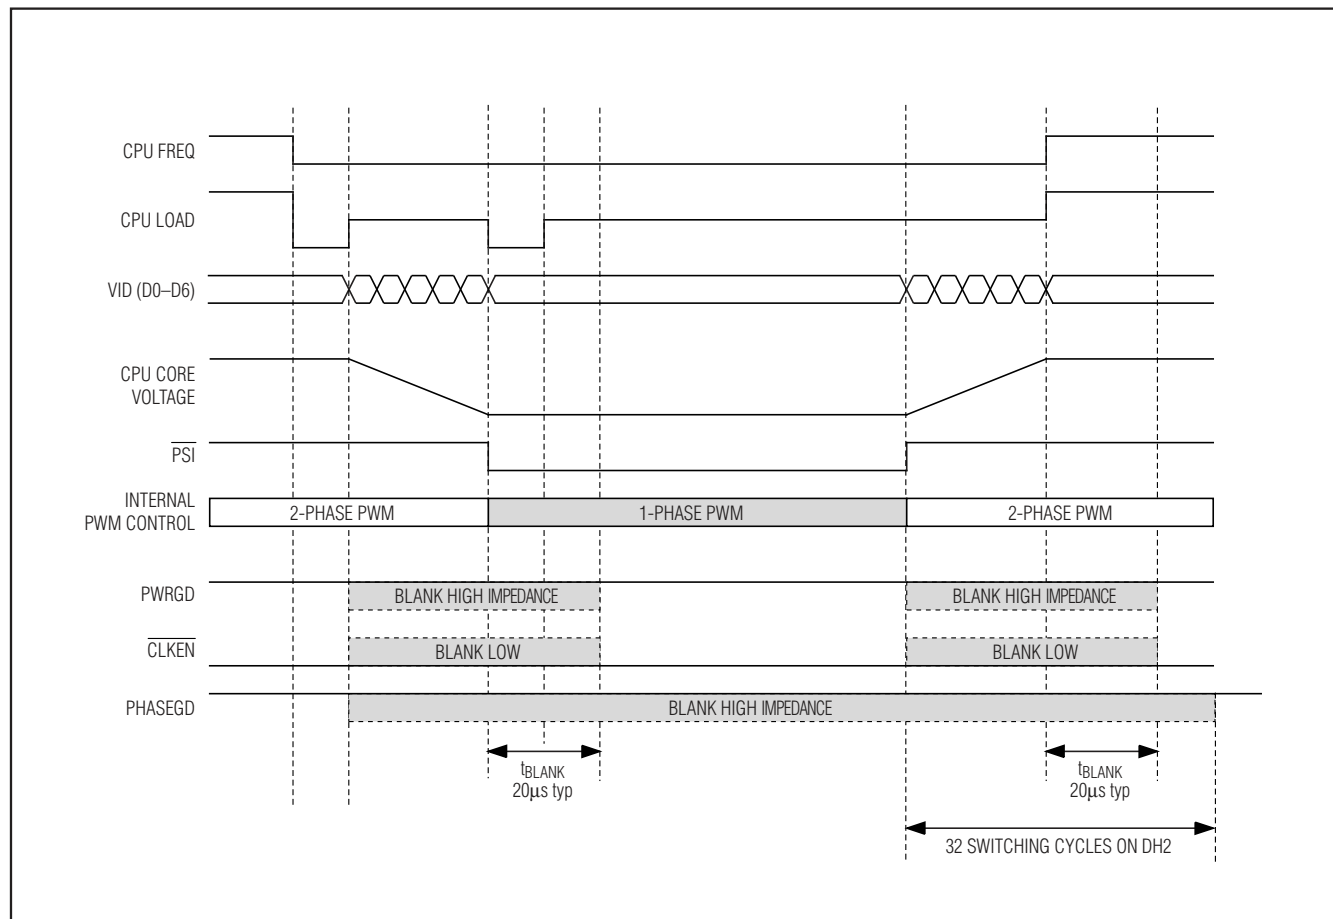 CPU FREQ
CPU LOAD
VID (D0–D6)
CPU CORE
VOLTAGE
PSI
INTERNAL
PWM CONTROL
2-PHASE PWM
1-PHASE PWM
2-PHASE PWM
PWRGD
BLANK HIGH IMPEDANCE
BLANK HIGH IMPEDANCE
CLKEN
BLANK LOW
BLANK LOW
PHASEGD
BLANK HIGH IMPEDANCE
tBLANK
20μs typ
tBLANK
20μs typ
32 SWITCHING CYCLES ON DH2